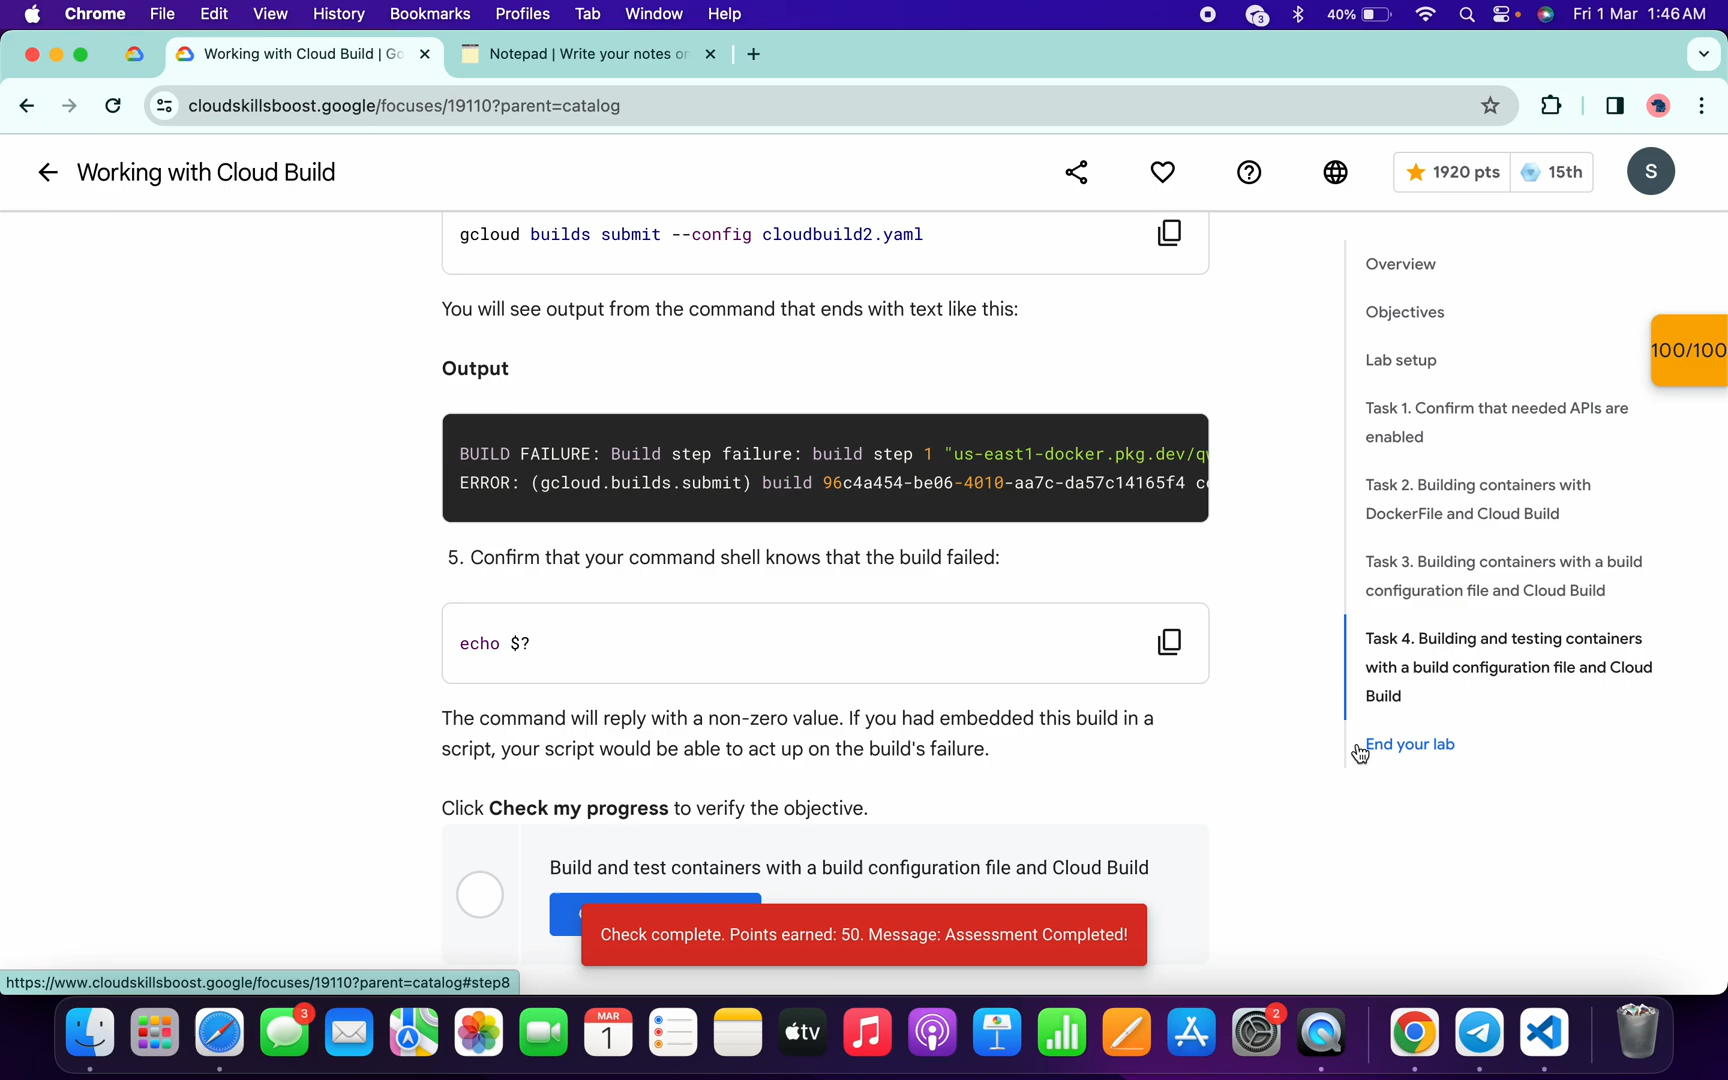 Chrome File Edit View History Bookmarks Profiles Tab Window Help
3 40% Fri 1 Mar 1:46 AM
Working with Cloud Build | Go
Notepad | Write your notes on
cloudskillsboost.google/focuses/19110?parent=catalog
Working with Cloud Build
1920 pts 15th S
gcloud builds submit --config cloudbuild2.yaml
You will see output from the command that ends with text like this:
Output
BUILD FAILURE: Build step failure: build step 1 "us-east1-docker.pkg.dev/qw
ERROR: (gcloud.builds.submit) build 96c4a454-be06-4010-aa7c-da57c14165f4 co
5. Confirm that your command shell knows that the build failed:
echo $?
The command will reply with a non-zero value. If you had embedded this build in a
script, your script would be able to act up on the build's failure.
Click Check my progress to verify the objective.
Build and test containers with a build configuration file and Cloud Build
Check complete. Points earned: 50. Message: Assessment Completed!
Overview
Objectives
Lab setup
Task 1. Confirm that needed APIs are
enabled
Task 2. Building containers with
DockerFile and Cloud Build
Task 3. Building containers with a build
configuration file and Cloud Build
Task 4. Building and testing containers
with a build configuration file and Cloud
Build
End your lab
100/100
https://www.cloudskillsboost.google/focuses/19110?parent=catalog#step8
3
MAR
1
tv
2